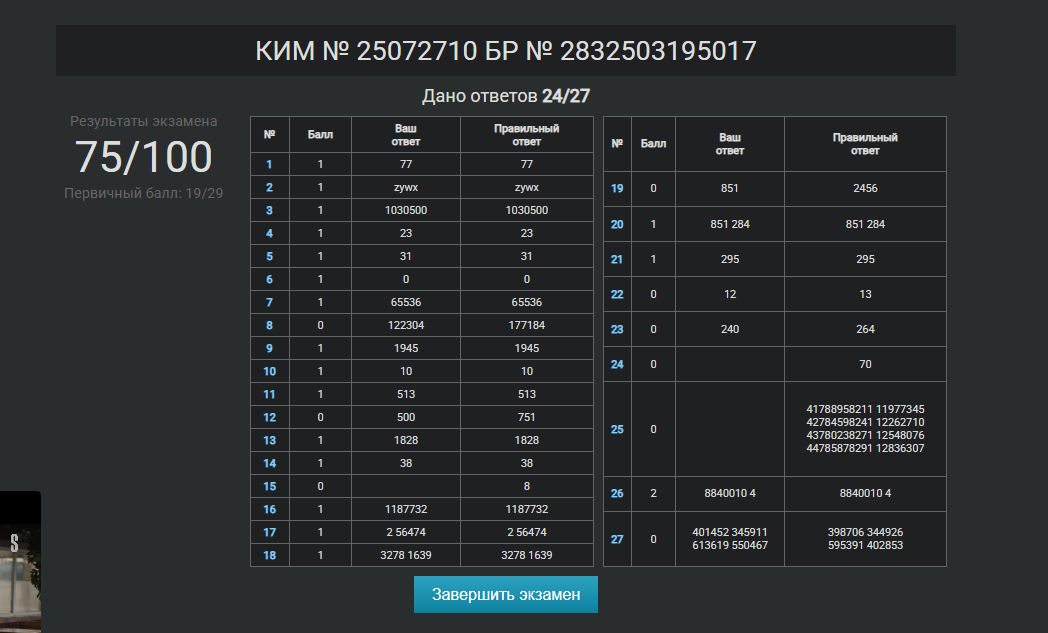 КИМ № 25072710 БР № 2832503195017
Дано ответов 24/27
Результаты экзамена
75/100
Первичный балл: 19/29
№ Балл Ваш ответ Правильный ответ
1 1 77 77
2 1 zywx zywx
3 1 1030500 1030500
4 1 23 23
5 1 31 31
6 1 0 0
7 1 65536 65536
8 0 122304 177184
9 1 1945 1945
10 1 10 10
11 1 513 513
12 0 500 751
13 1 1828 1828
14 1 38 38
15 0 8
16 1 1187732 1187732
17 1 2 56474 2 56474
18 1 3278 1639 3278 1639
№ Балл Ваш ответ Правильный ответ
19 0 851 2456
20 1 851 284 851 284
21 1 295 295
22 0 12 13
23 0 240 264
24 0 70
25 0 41788958211 11977345
42784598241 12262710
43780238271 12548076
44785878291 12836307
26 2 8840010 4 8840010 4
27 0 401452 345911 398706 344926
613619 550467 595391 402853
Завершить экзамен
S